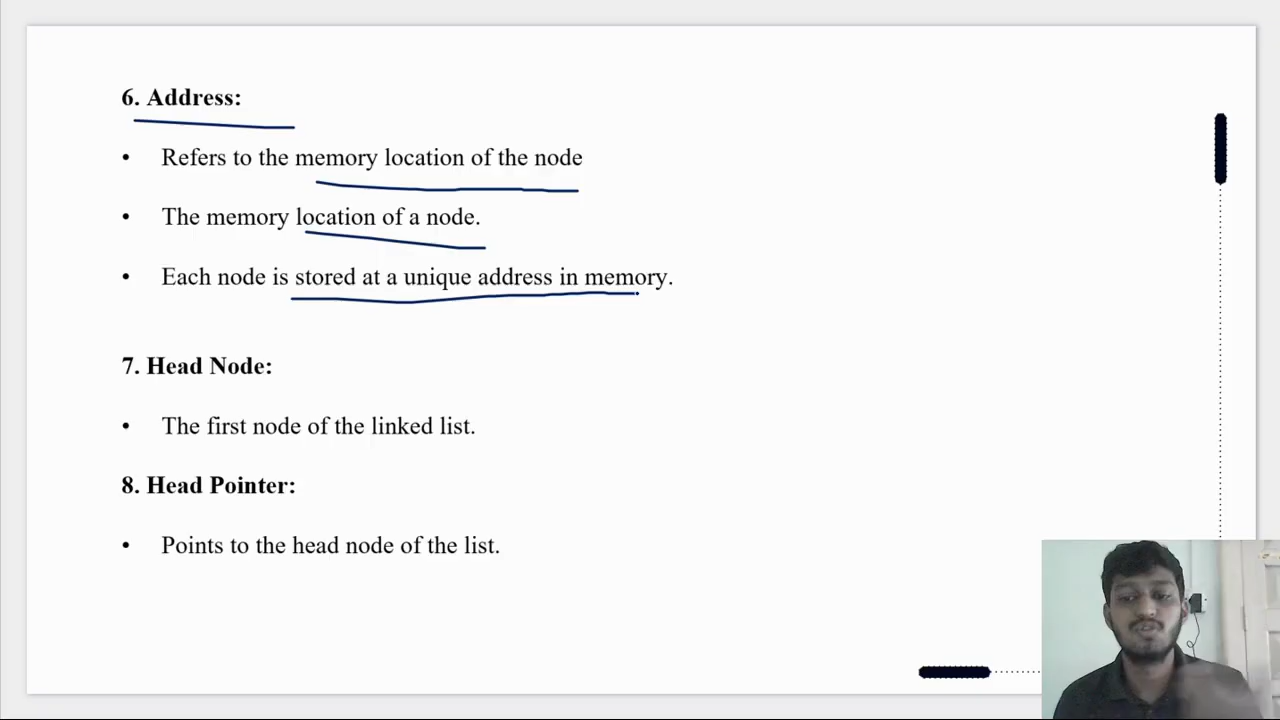 6. Address:
• Refers to the memory location of the node
• The memory location of a node.
• Each node is stored at a unique address in memory.
7. Head Node:
• The first node of the linked list.
8. Head Pointer:
• Points to the head node of the list.